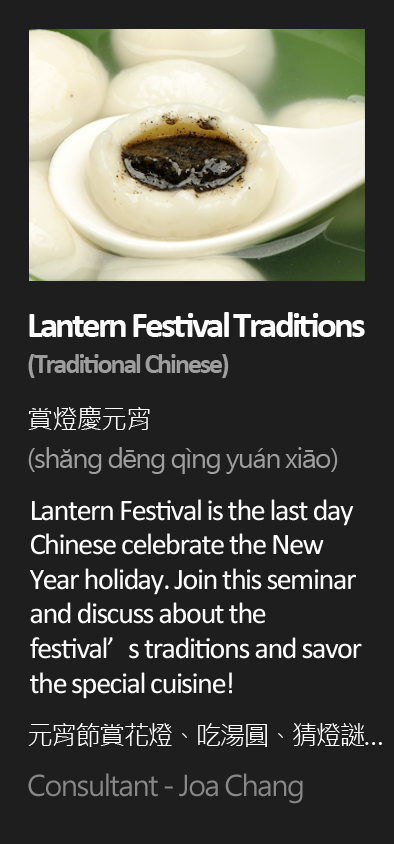 Lantern Festival Traditions
(Traditional Chinese)
賞燈慶元宵
(shǎng dēng qìng yuán xiāo)
Lantern Festival is the last day
Chinese celebrate the New
Year holiday. Join this seminar
and discuss about the
festival’s traditions and savor
the special cuisine!
元宵節賞花燈、吃湯圓、猜燈謎...
Consultant - Joa Chang